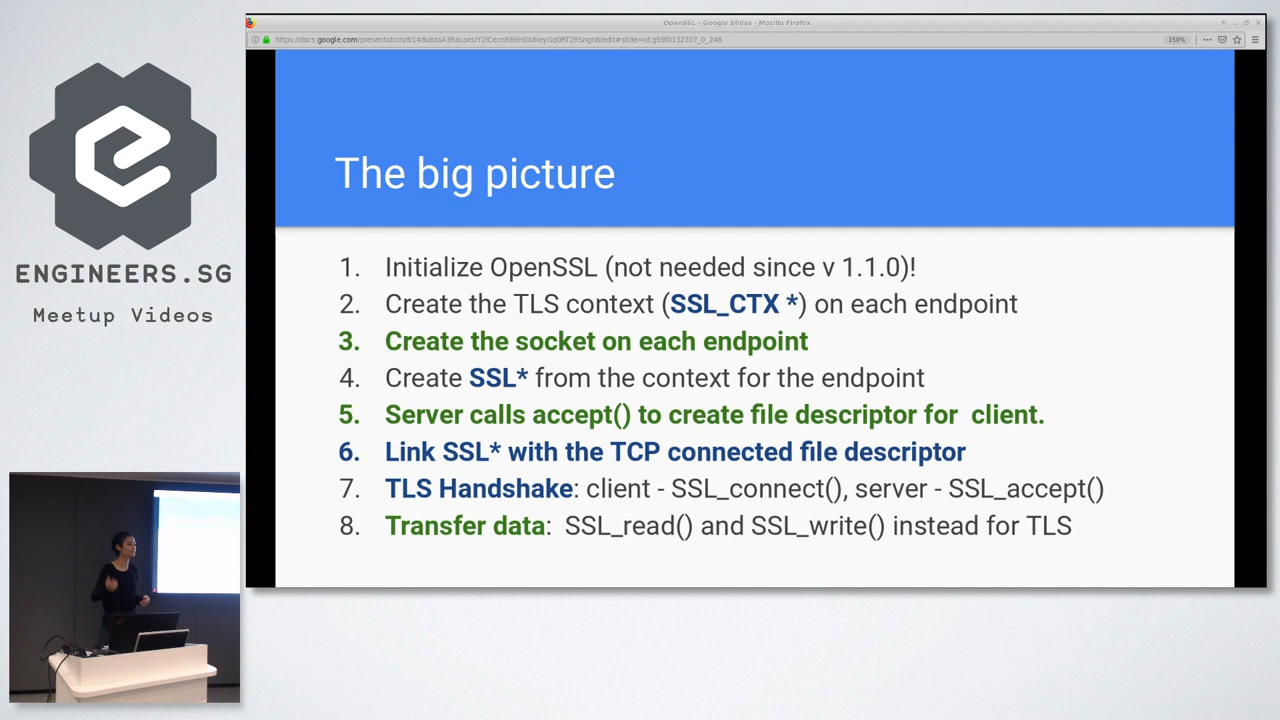 OpenSSL - Google Slides - Mozilla Firefox
150%
ENGINEERS.SG
Meetup Videos
The big picture
1. Initialize OpenSSL (not needed since v 1.1.0)!
2. Create the TLS context (SSL_CTX *) on each endpoint
3. Create the socket on each endpoint
4. Create SSL* from the context for the endpoint
5. Server calls accept() to create file descriptor for client.
6. Link SSL* with the TCP connected file descriptor
7. TLS Handshake: client - SSL_connect(), server - SSL_accept()
8. Transfer data: SSL_read() and SSL_write() instead for TLS